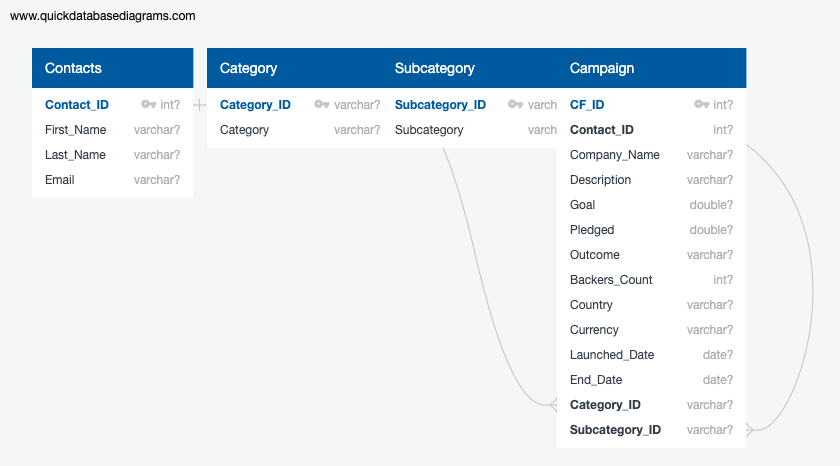 www.quickdatabasediagrams.com
Contacts
Contact_ID int?
First_Name varchar?
Last_Name varchar?
Email varchar?
Category
Category_ID varchar?
Category varchar?
Subcategory
Subcategory_ID varch
Subcategory varch
Campaign
CF_ID int?
Contact_ID int?
Company_Name varchar?
Description varchar?
Goal double?
Pledged double?
Outcome varchar?
Backers_Count int?
Country varchar?
Currency varchar?
Launched_Date date?
End_Date date?
Category_ID varchar?
Subcategory_ID varchar?